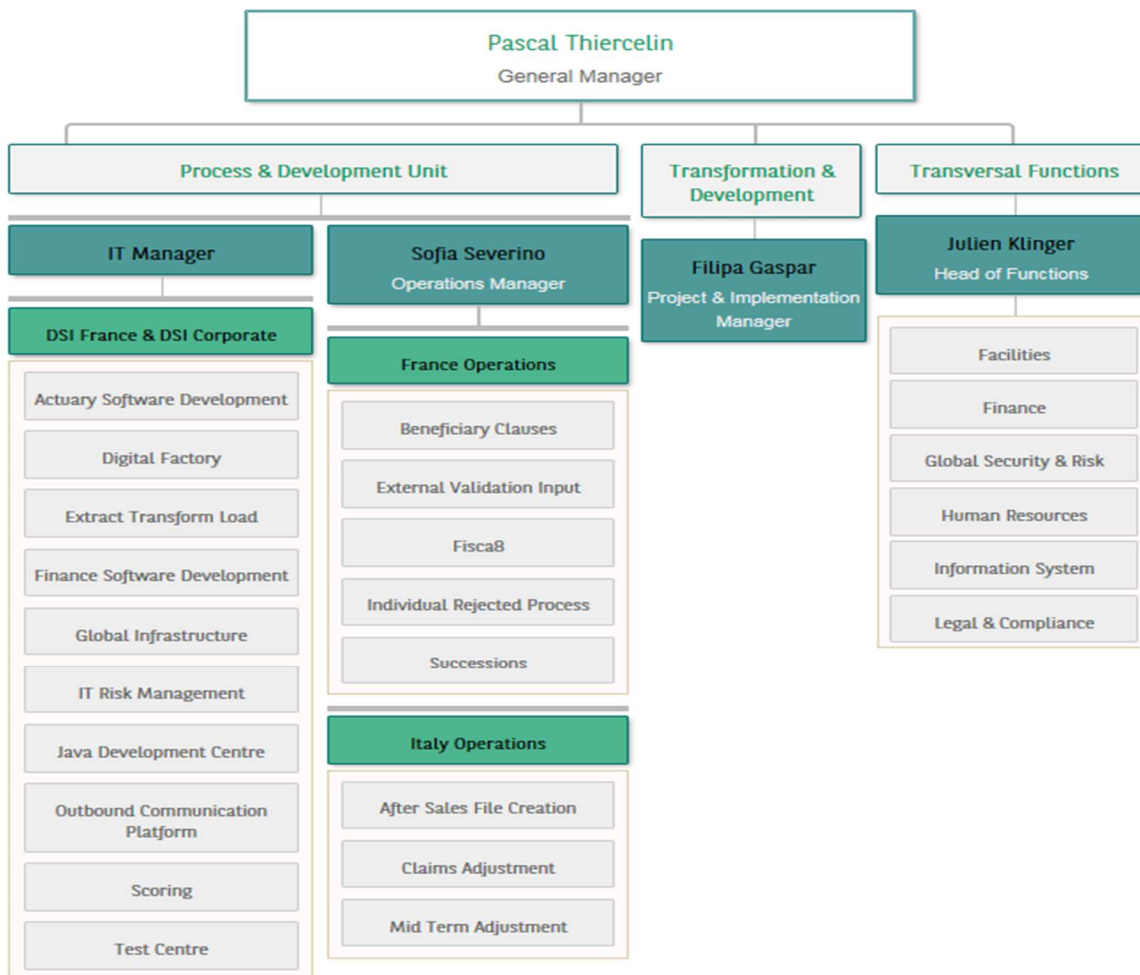 Pascal Thiercelin
General Manager
Process & Development Unit
Transformation &
Development
Transversal Functions
IT Manager
DSI France & DSI Corporate
Actuary Software Development
Digital Factory
Extract Transform Load
Finance Software Development
Global Infrastructure
IT Risk Management
Java Development Centre
Outbound Communication
Platform
Scoring
Test Centre
Sofia Severino
Operations Manager
France Operations
Beneficiary Clauses
External Validation Input
Fisca8
Individual Rejected Process
Successions
Italy Operations
After Sales File Creation
Claims Adjustment
Mid Term Adjustment
Filipa Gaspar
Project & Implementation
Manager
Julien Klinger
Head of Functions
Facilities
Finance
Global Security & Risk
Human Resources
Information System
Legal & Compliance